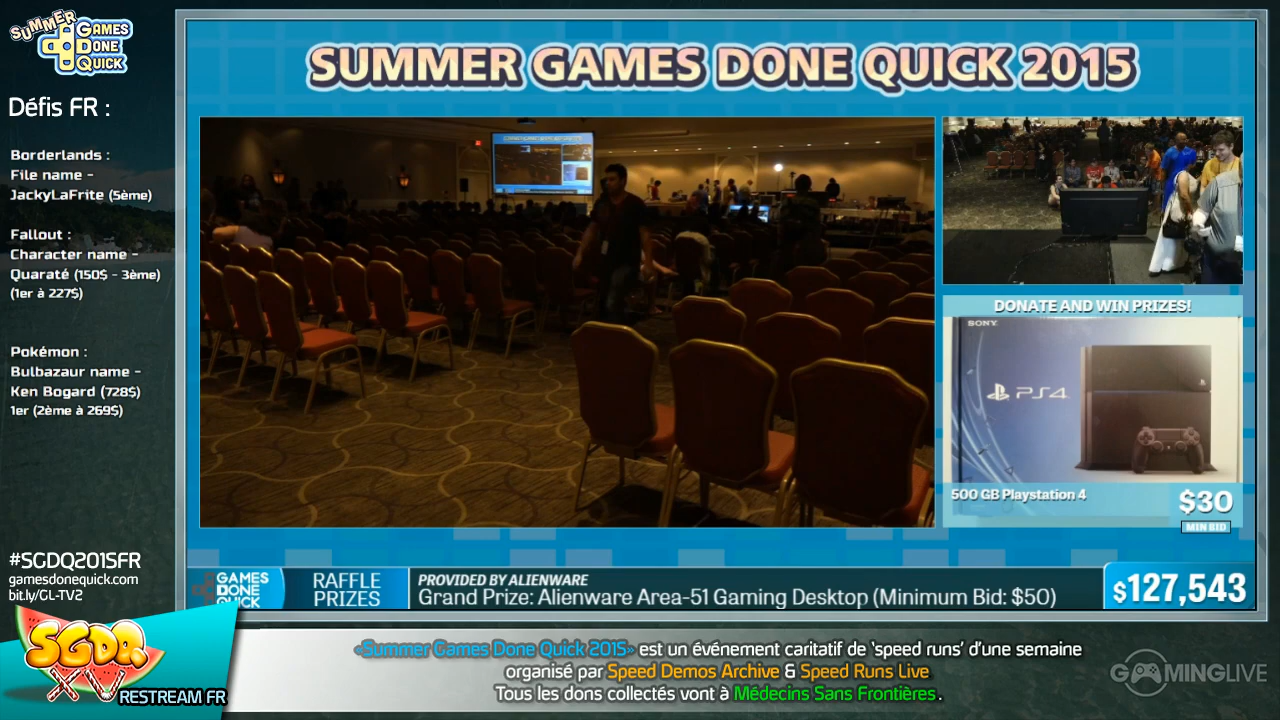 SUMMER
GAMES
DONE
QUICK
Défis FR :
Borderlands :
File name -
JackyLaFrite (5ème)
Fallout :
Character name -
Quaraté (150$ - 3ème)
(1er à 227$)
Pokémon :
Bulbazaur name -
Ken Bogard (728$)
1er (2ème à 269$)
#SGDQ2015FR
gamesdonequick.com
bit.ly/GL-TV2
SGDQ
RESTREAM FR
SUMMER GAMES DONE QUICK 2015
DONATE AND WIN PRIZES!
SONY
PS4
500 GB Playstation 4
$30
MIN BID
GAMES
DONE
QUICK
RAFFLE
PRIZES
PROVIDED BY ALIENWARE
Grand Prize: Alienware Area-51 Gaming Desktop (Minimum Bid: $50)
$127,543
«Summer Games Done Quick 2015» est un événement caritatif de 'speed runs' d'une semaine
organisé par Speed Demos Archive & Speed Runs Live
Tous les dons collectés vont à Médecins Sans Frontières.
GAMINGLIVE